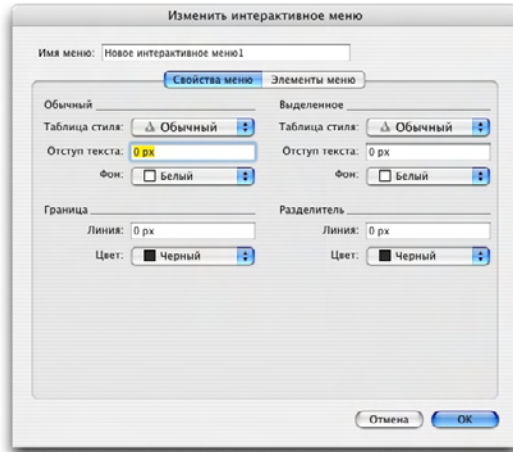 Изменить интерактивное меню
Имя меню: Новое интерактивное меню1
Свойства меню Элементы меню
Обычный Выделенное
Таблица стиля: Обычный Таблица стиля: Обычный
Отступ текста: 0 px Отступ текста: 0 px
Фон: Белый Фон: Белый
Граница Разделитель
Линия: 0 px Линия: 0 px
Цвет: Черный Цвет: Черный
Отмена OK